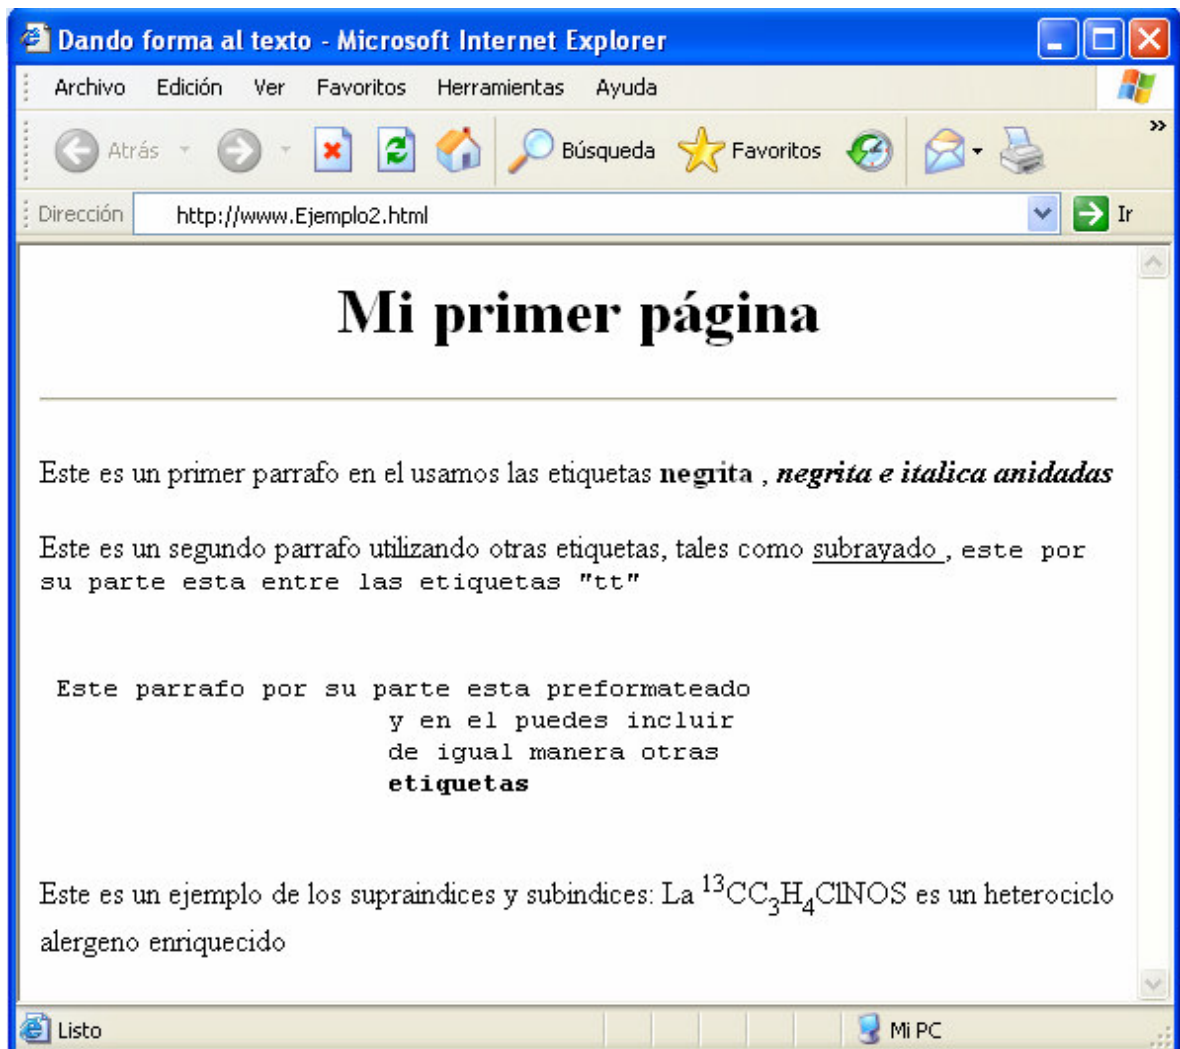 Dando forma al texto - Microsoft Internet Explorer
Archivo Edición Ver Favoritos Herramientas Ayuda
Atrás Búsqueda Favoritos »
Dirección http://www.Ejemplo2.html Ir
Mi primer página
Este es un primer parrafo en el usamos las etiquetas negrita , negrita e italica anidadas
Este es un segundo parrafo utilizando otras etiquetas, tales como subrayado , este por
su parte esta entre las etiquetas "tt"
Este parrafo por su parte esta preformateado
y en el puedes incluir
de igual manera otras
etiquetas
Este es un ejemplo de los supraindices y subindices: La ¹³CC₃H₄ClNOS es un heterociclo
alergeno enriquecido
Listo Mi PC